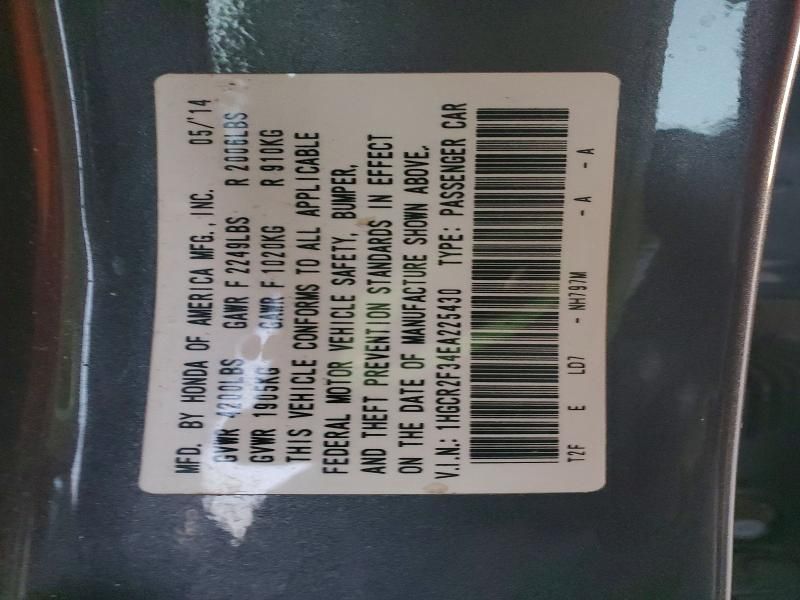 MFD. BY HONDA OF AMERICA MFG., INC. 05/'14
GVWR 4200LBS GAWR F 2249LBS R 2006LBS
GVWR 1905KG GAWR F 1020KG R 910KG
THIS VEHICLE CONFORMS TO ALL APPLICABLE
FEDERAL MOTOR VEHICLE SAFETY, BUMPER,
AND THEFT PREVENTION STANDARDS IN EFFECT
ON THE DATE OF MANUFACTURE SHOWN ABOVE.
V.I.N.: 1HGCR2F34EA225430 TYPE: PASSENGER CAR
T2F E LD7 - NH797M - A - A